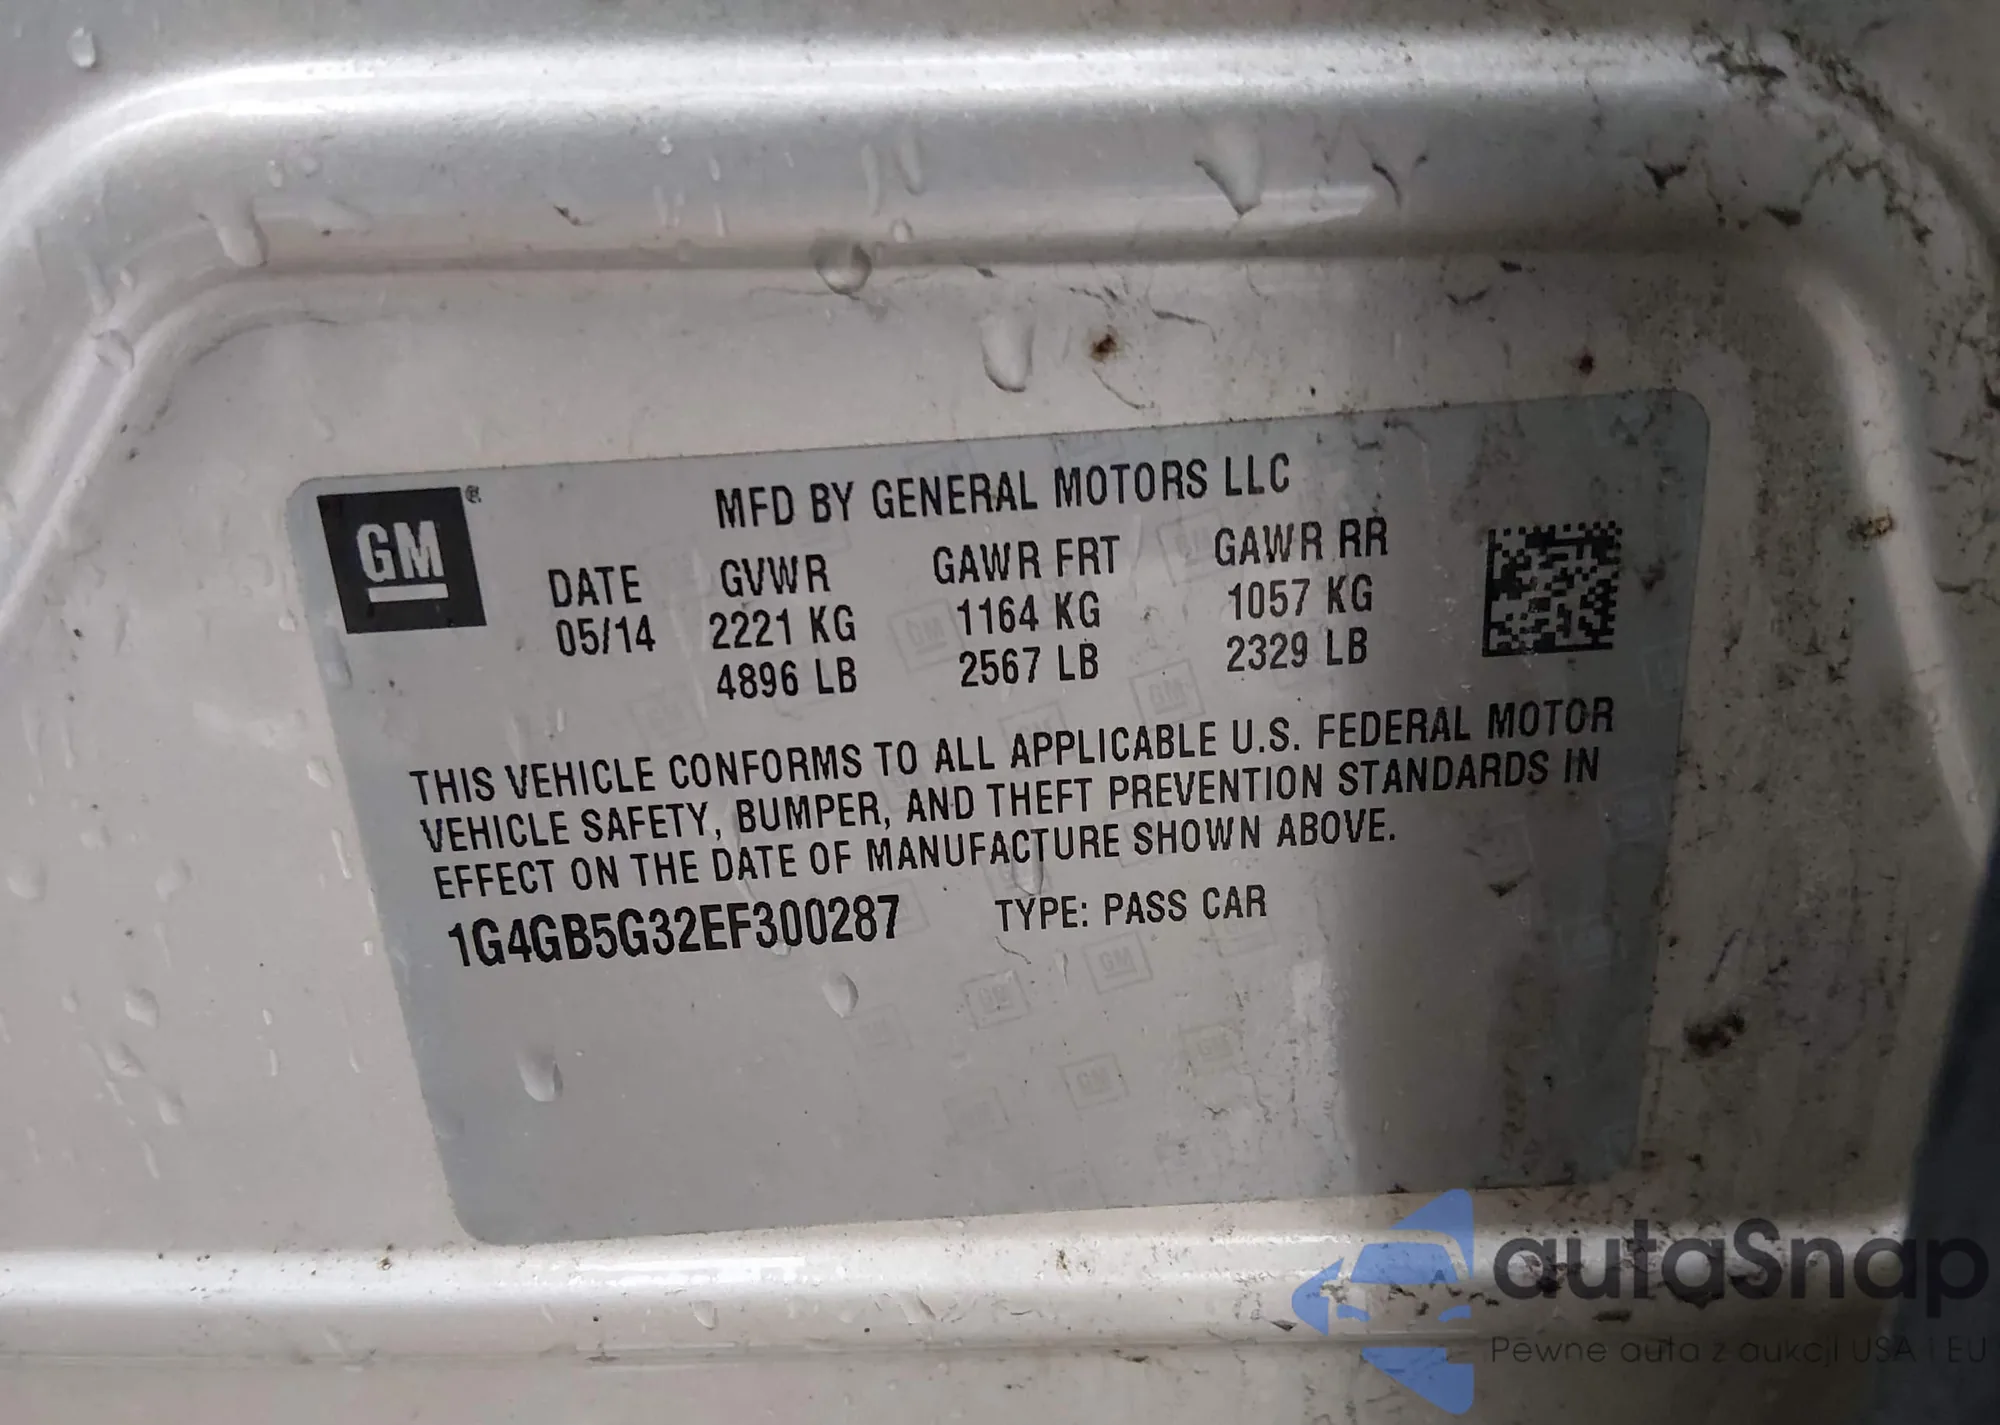 GM®
MFD BY GENERAL MOTORS LLC
DATE GVWR GAWR FRT GAWR RR
05/14 2221 KG 1164 KG 1057 KG
4896 LB 2567 LB 2329 LB
THIS VEHICLE CONFORMS TO ALL APPLICABLE U.S. FEDERAL MOTOR
VEHICLE SAFETY, BUMPER, AND THEFT PREVENTION STANDARDS IN
EFFECT ON THE DATE OF MANUFACTURE SHOWN ABOVE.
1G4GB5G32EF300287 TYPE: PASS CAR
autaSnap
Pewne auta z aukcji USA i EU